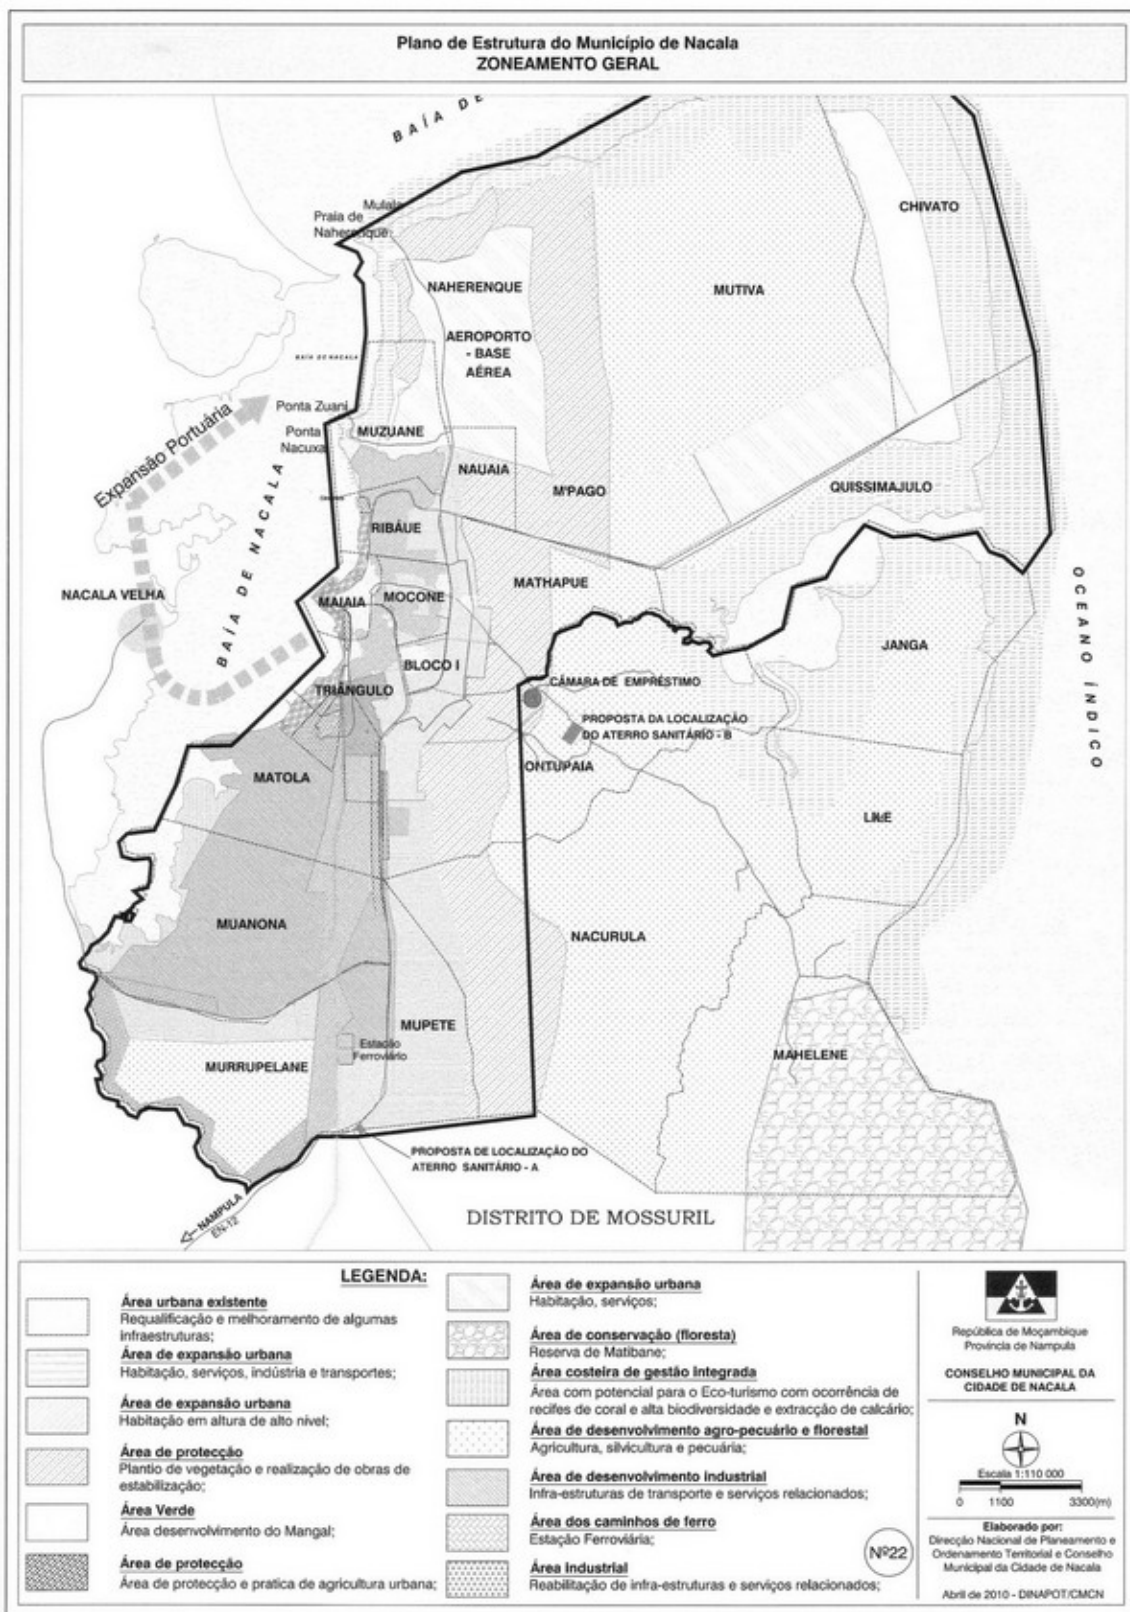 Plano de Estrutura do Município de Nacala
ZONEAMENTO GERAL
BAÍA DE
CHIVATO
Praia de
Naherenque
NAHERENQUE
MUTIVA
AEROPORTO
- BASE
AÉREA
BAÍA DE NACALA
Ponta Zuani
Expansão Portuária
Ponta
Nacuxa
MUZUANE
NAUAIA
M'PAGO
QUISSIMAJULO
BAÍA DE NACALA
RIBÁUE
MATHAPUE
NACALA VELHA
MAIAIA
MOCONE
OCEANO ÍNDICO
JANGA
BLOCO I
TRIÂNGULO
CÂMARA DE EMPRÉSTIMO
PROPOSTA DA LOCALIZAÇÃO
DO ATERRO SANITÁRIO - B
ONTUPAIA
MATOLA
MUANONA
NACURULA
MUPETE
Estação
Ferroviário
MAHELENE
MURRUPELANE
PROPOSTA DE LOCALIZAÇÃO DO
ATERRO SANITÁRIO - A
NAMPULA
EN-12
DISTRITO DE MOSSURIL
LEGENDA:
Área urbana existente
Requalificação e melhoramento de algumas
infraestruturas;
Área de expansão urbana
Habitação, serviços, indústria e transportes;
Área de expansão urbana
Habitação em altura de alto nível;
Área de protecção
Plantio de vegetação e realização de obras de
estabilização;
Área Verde
Área desenvolvimento do Mangal;
Área de protecção
Área de protecção e pratica de agricultura urbana;
Área de expansão urbana
Habitação, serviços;
Área de conservação (floresta)
Reserva de Matibane;
Área costeira de gestão integrada
Área com potencial para o Eco-turismo com ocorrência de
recifes de coral e alta biodiversidade e extracção de calcário;
Área de desenvolvimento agro-pecuário e florestal
Agricultura, silvicultura e pecuária;
Área de desenvolvimento industrial
Infra-estruturas de transporte e serviços relacionados;
Área dos caminhos de ferro
Estação Ferroviária;
Área industrial
Reabilitação de infra-estruturas e serviços relacionados;
Nº22
República de Moçambique
Província de Nampula
CONSELHO MUNICIPAL DA
CIDADE DE NACALA
N
Escala 1:110 000
0 1100 3300(m)
Elaborado por:
Direcção Nacional de Planeamento e
Ordenamento Territorial e Conselho
Municipal da Cidade de Nacala
Abril de 2010 - DINAPOT/CMCN